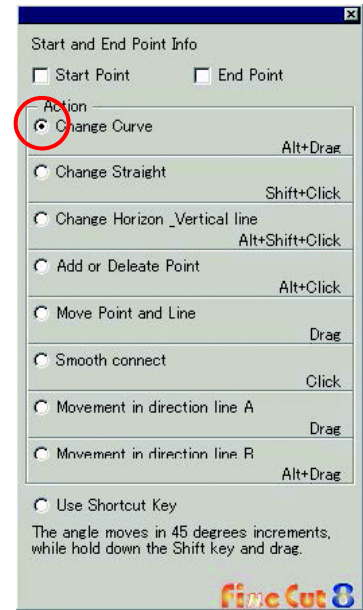 Start and End Point Info
Start Point End Point
Action
Change Curve
Alt+Drag
Change Straight
Shift+Click
Change Horizon _Vertical line
Alt+Shift+Click
Add or Deleate Point
Alt+Click
Move Point and Line
Drag
Smooth connect
Click
Movement in direction line A
Drag
Movement in direction line B
Alt+Drag
Use Shortcut Key
The angle moves in 45 degrees increments,
while hold down the Shift key and drag.
Fine Cut 8